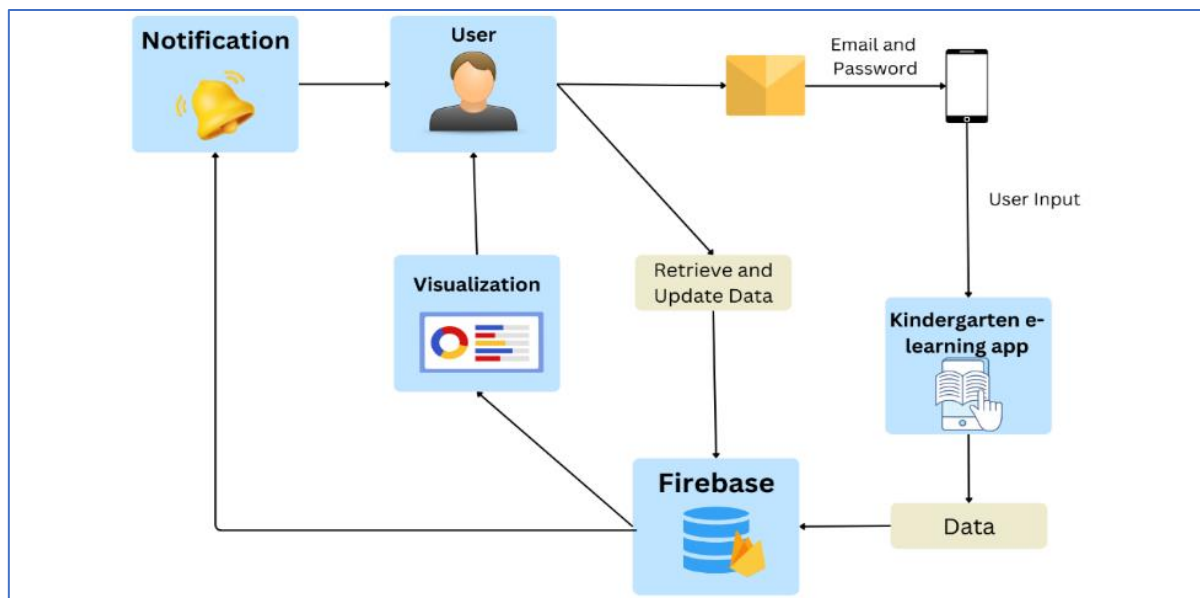 Notification
User
Email and
Password
User Input
Visualization
Retrieve and
Update Data
Kindergarten e-
learning app
Firebase
Data